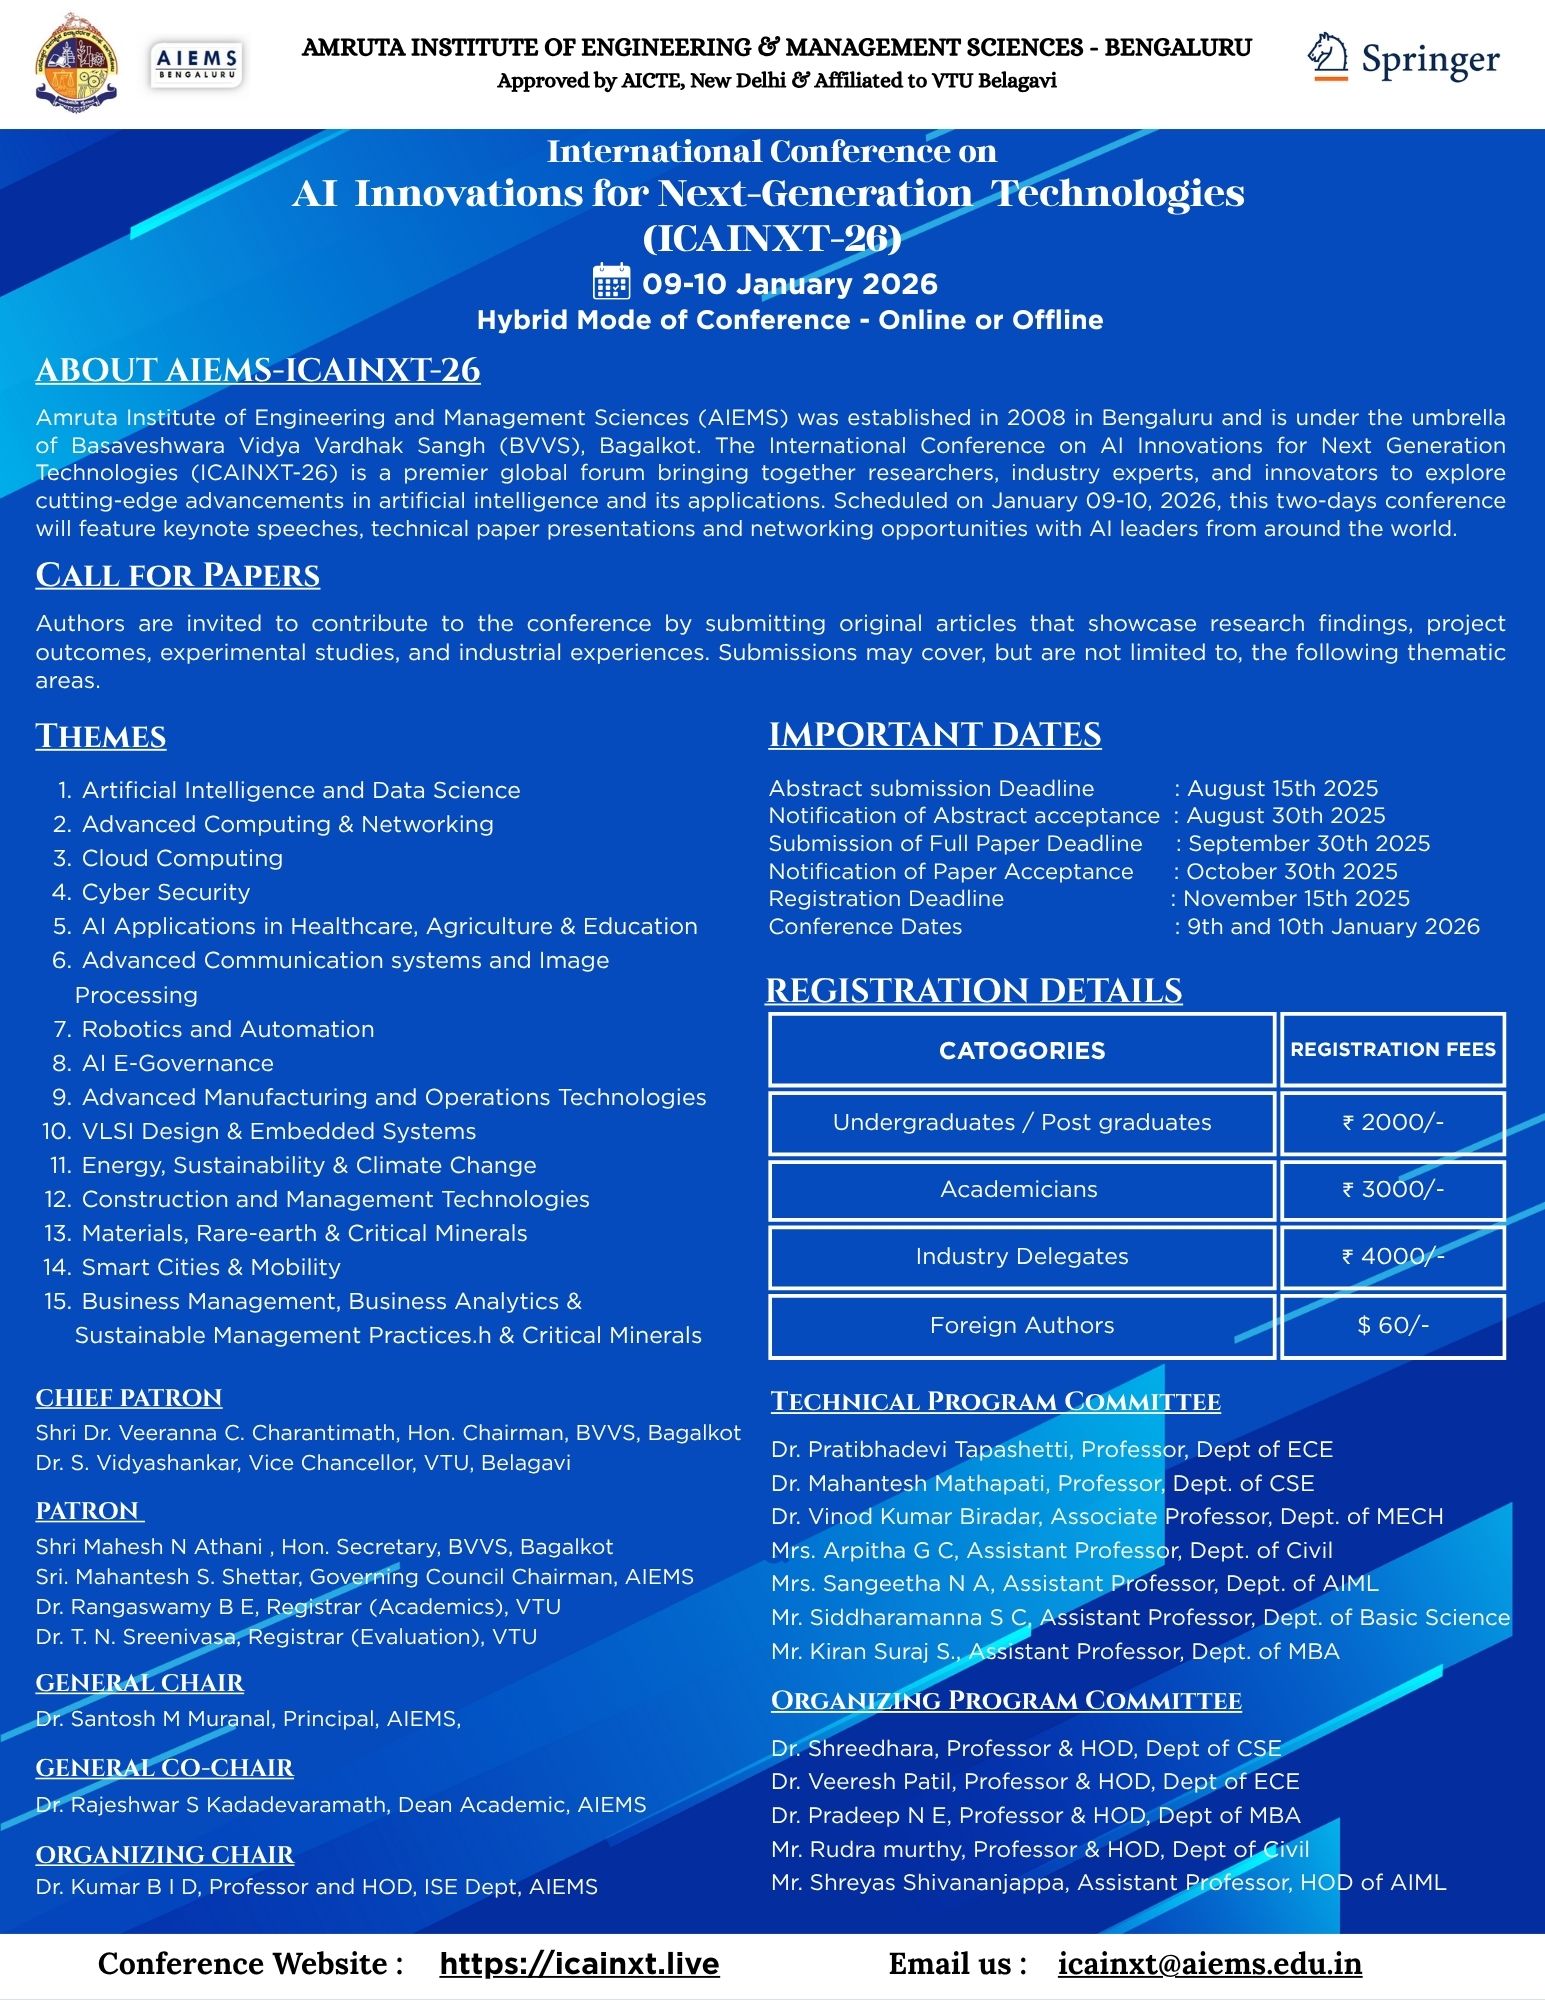 AIEMS
BENGALURU
AMRUTA INSTITUTE OF ENGINEERING & MANAGEMENT SCIENCES - BENGALURU
Approved by AICTE, New Delhi & Affiliated to VTU Belagavi
Springer
International Conference on
AI Innovations for Next-Generation Technologies
(ICAINXT-26)
09-10 January 2026
Hybrid Mode of Conference - Online or Offline
ABOUT AIEMS-ICAINXT-26
Amruta Institute of Engineering and Management Sciences (AIEMS) was established in 2008 in Bengaluru and is under the umbrella
of Basaveshwara Vidya Vardhak Sangh (BVVS), Bagalkot. The International Conference on AI Innovations for Next Generation
Technologies (ICAINXT-26) is a premier global forum bringing together researchers, industry experts, and innovators to explore
cutting-edge advancements in artificial intelligence and its applications. Scheduled on January 09-10, 2026, this two-days conference
will feature keynote speeches, technical paper presentations and networking opportunities with AI leaders from around the world.
CALL FOR PAPERS
Authors are invited to contribute to the conference by submitting original articles that showcase research findings, project
outcomes, experimental studies, and industrial experiences. Submissions may cover, but are not limited to, the following thematic
areas.
THEMES
1. Artificial Intelligence and Data Science
2. Advanced Computing & Networking
3. Cloud Computing
4. Cyber Security
5. AI Applications in Healthcare, Agriculture & Education
6. Advanced Communication systems and Image
Processing
7. Robotics and Automation
8. AI E-Governance
9. Advanced Manufacturing and Operations Technologies
10. VLSI Design & Embedded Systems
11. Energy, Sustainability & Climate Change
12. Construction and Management Technologies
13. Materials, Rare-earth & Critical Minerals
14. Smart Cities & Mobility
15. Business Management, Business Analytics &
Sustainable Management Practices.h & Critical Minerals
IMPORTANT DATES
Abstract submission Deadline : August 15th 2025
Notification of Abstract acceptance : August 30th 2025
Submission of Full Paper Deadline : September 30th 2025
Notification of Paper Acceptance : October 30th 2025
Registration Deadline : November 15th 2025
Conference Dates : 9th and 10th January 2026
REGISTRATION DETAILS
CATOGORIES REGISTRATION FEES
Undergraduates / Post graduates ₹ 2000/-
Academicians ₹ 3000/-
Industry Delegates ₹ 4000/-
Foreign Authors $ 60/-
CHIEF PATRON
Shri Dr. Veeranna C. Charantimath, Hon. Chairman, BVVS, Bagalkot
Dr. S. Vidyashankar, Vice Chancellor, VTU, Belagavi
PATRON
Shri Mahesh N Athani , Hon. Secretary, BVVS, Bagalkot
Sri. Mahantesh S. Shettar, Governing Council Chairman, AIEMS
Dr. Rangaswamy B E, Registrar (Academics), VTU
Dr. T. N. Sreenivasa, Registrar (Evaluation), VTU
GENERAL CHAIR
Dr. Santosh M Muranal, Principal, AIEMS,
GENERAL CO-CHAIR
Dr. Rajeshwar S Kadadevaramath, Dean Academic, AIEMS
ORGANIZING CHAIR
Dr. Kumar B I D, Professor and HOD, ISE Dept, AIEMS
TECHNICAL PROGRAM COMMITTEE
Dr. Pratibhadevi Tapashetti, Professor, Dept of ECE
Dr. Mahantesh Mathapati, Professor, Dept. of CSE
Dr. Vinod Kumar Biradar, Associate Professor, Dept. of MECH
Mrs. Arpitha G C, Assistant Professor, Dept. of Civil
Mrs. Sangeetha N A, Assistant Professor, Dept. of AIML
Mr. Siddharamanna S C, Assistant Professor, Dept. of Basic Science
Mr. Kiran Suraj S., Assistant Professor, Dept. of MBA
ORGANIZING PROGRAM COMMITTEE
Dr. Shreedhara, Professor & HOD, Dept of CSE
Dr. Veeresh Patil, Professor & HOD, Dept of ECE
Dr. Pradeep N E, Professor & HOD, Dept of MBA
Mr. Rudra murthy, Professor & HOD, Dept of Civil
Mr. Shreyas Shivananjappa, Assistant Professor, HOD of AIML
Conference Website : https://icainxt.live
Email us : icainxt@aiems.edu.in